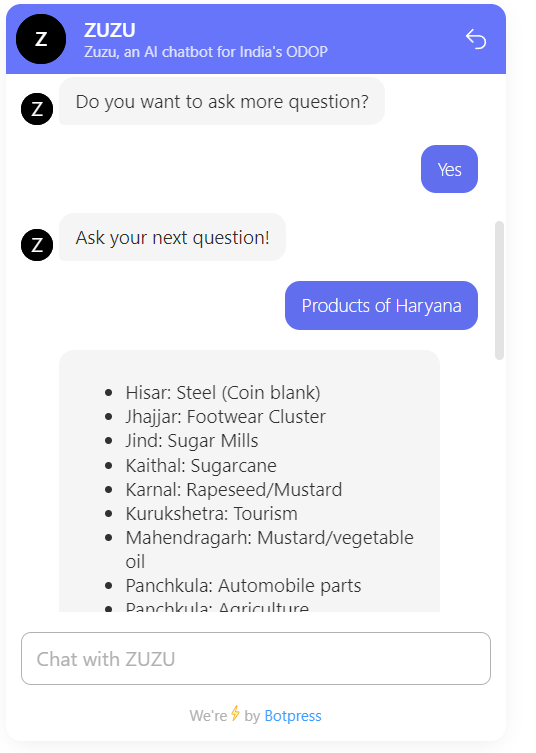 Z
ZUZU
Zuzu, an AI chatbot for India's ODOP
Z
Do you want to ask more question?
Yes
Z
Ask your next question!
Products of Haryana
• Hisar: Steel (Coin blank)
• Jhajjar: Footwear Cluster
• Jind: Sugar Mills
• Kaithal: Sugarcane
• Karnal: Rapeseed/Mustard
• Kurukshetra: Tourism
• Mahendragarh: Mustard/vegetable
oil
• Panchkula: Automobile parts
• Panchkula: Agriculture
Chat with ZUZU
We're⚡by Botpress